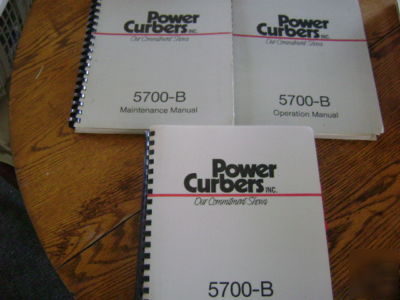 Power
Curbers INC.
Our Commitment Shows
5700-B
Maintenance Manual
Power
Curbers INC.
Our Commitment Shows
5700-B
Operation Manual
Power
Curbers INC.
Our Commitment Shows
5700-B